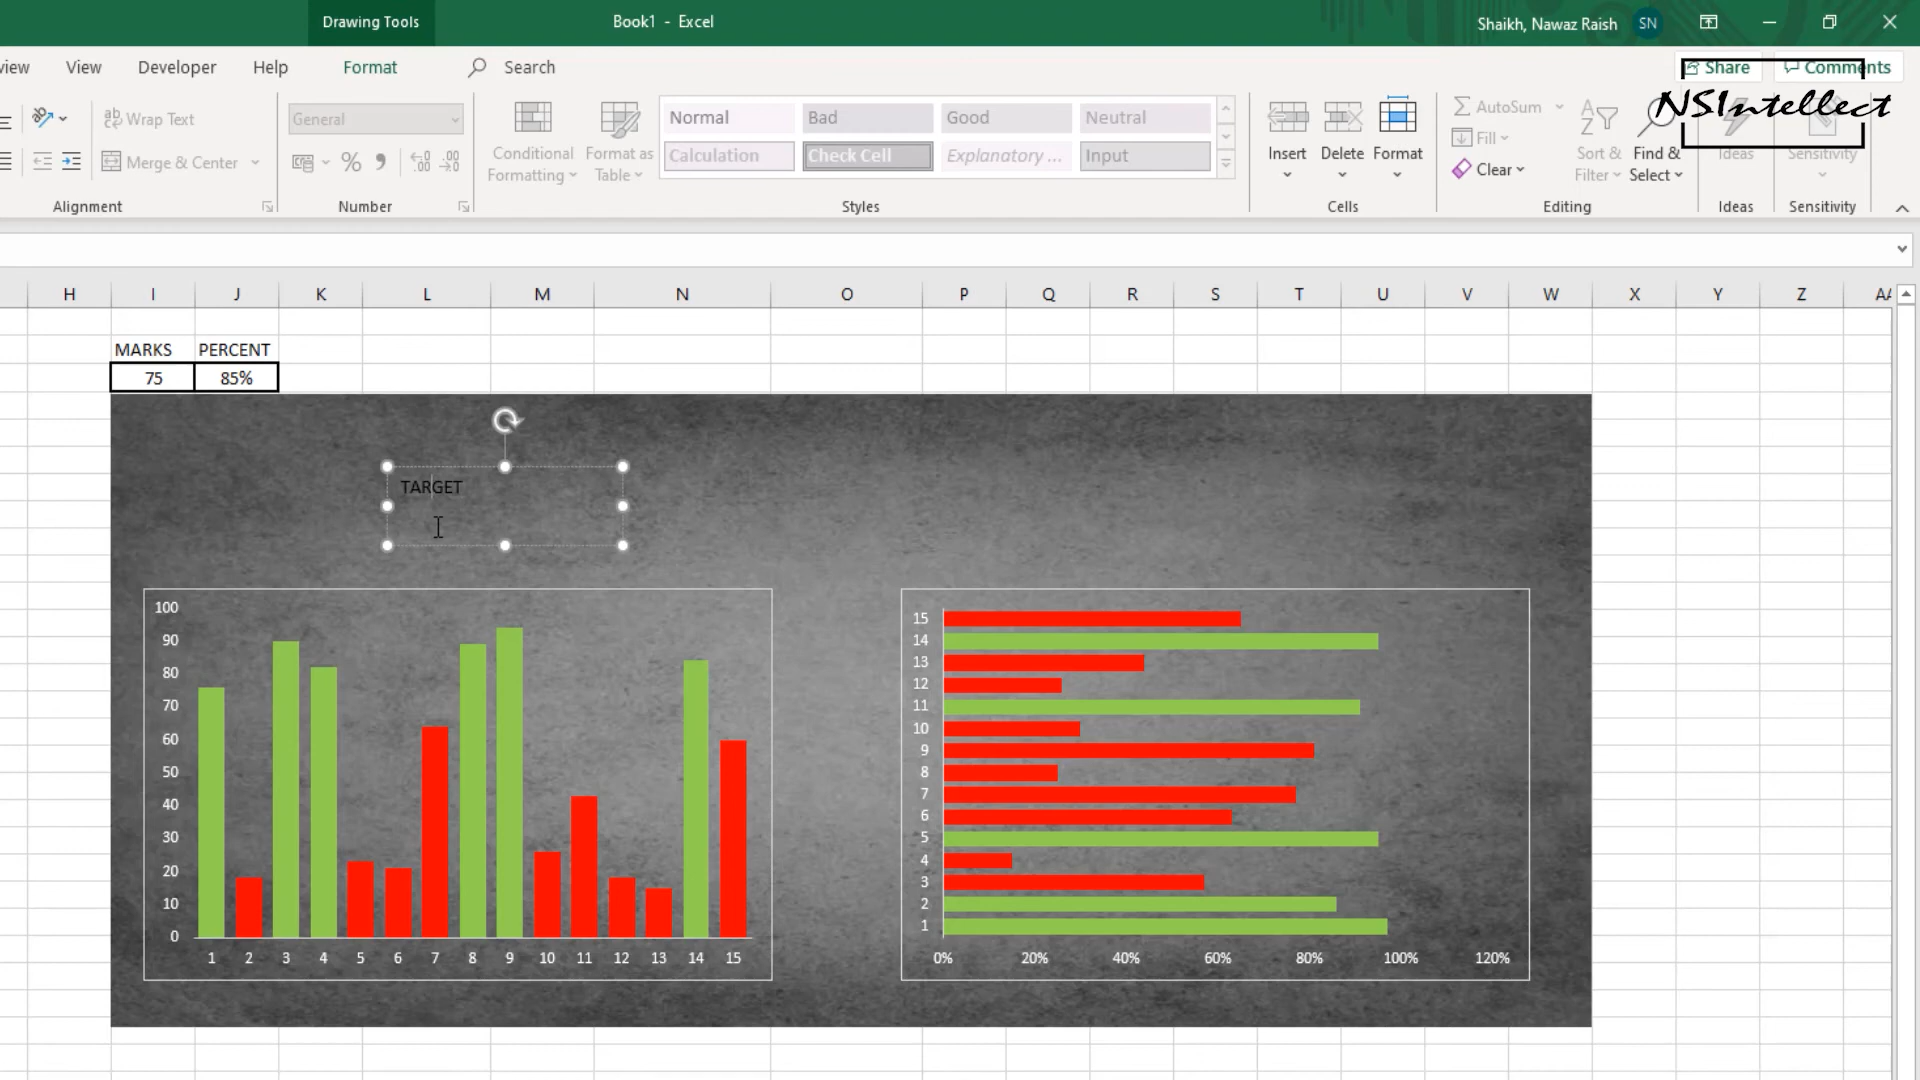 Drawing Tools
Book1 - Excel
Shaikh, Nawaz Raish
SN
view
View
Developer
Help
Format
Search
Share
Comments
NSIntellect
Wrap Text
Merge & Center
Alignment
General
Number
Conditional
Formatting
Format as
Table
Normal
Bad
Good
Neutral
Calculation
Check Cell
Explanatory ...
Input
Styles
Insert
Delete
Format
Cells
AutoSum
Fill
Clear
Sort &
Filter
Find &
Select
Editing
Ideas
Ideas
Sensitivity
Sensitivity
H I J K L M N O P Q R S T U V W X Y Z AA
MARKS PERCENT
75 85%
TARGET
100
90
80
70
60
50
40
30
20
10
0
1 2 3 4 5 6 7 8 9 10 11 12 13 14 15
15
14
13
12
11
10
9
8
7
6
5
4
3
2
1
0% 20% 40% 60% 80% 100% 120%